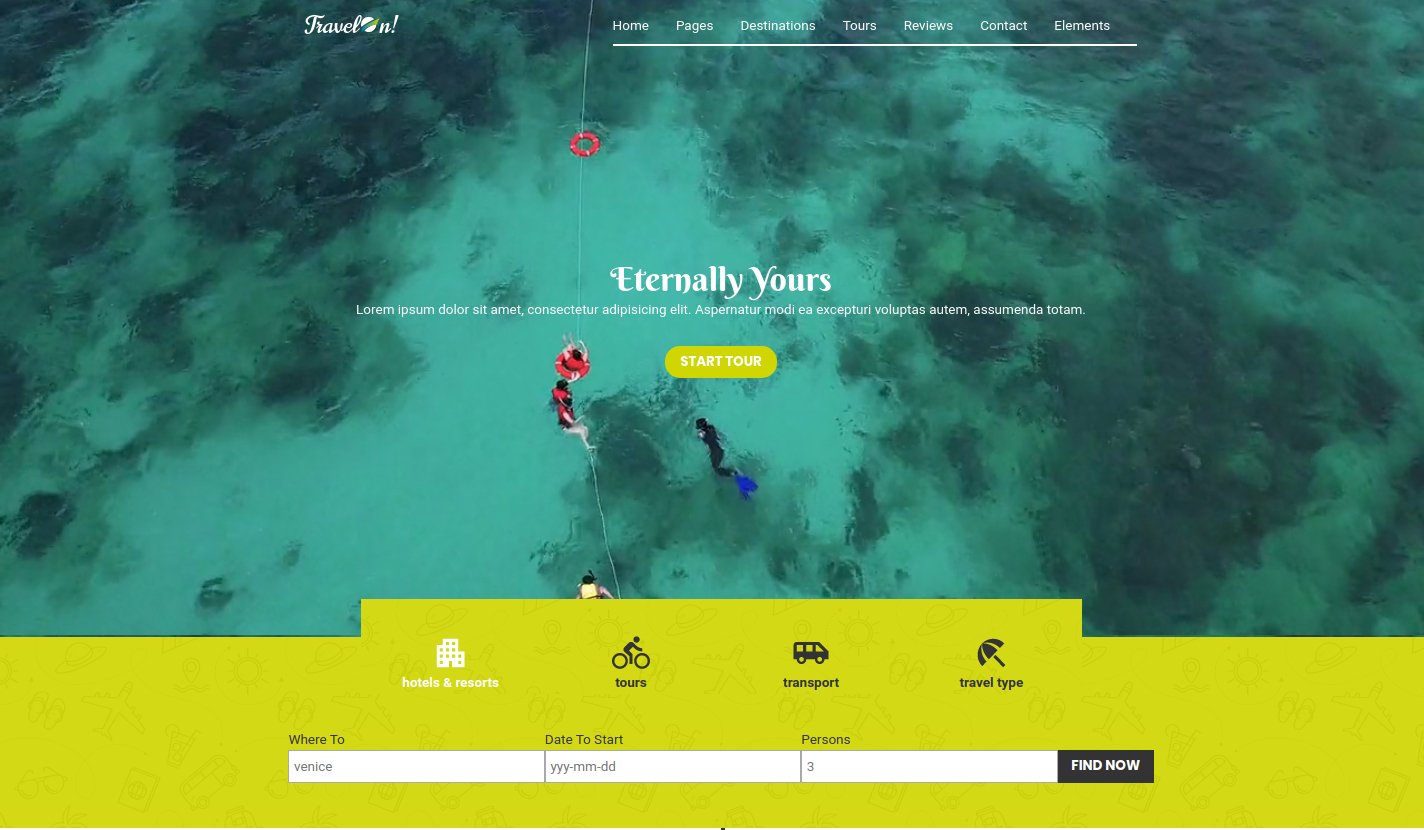 TravelOn!
Home Pages Destinations Tours Reviews Contact Elements
Eternally Yours
Lorem ipsum dolor sit amet, consectetur adipisicing elit. Aspernatur modi ea excepturi voluptas autem, assumenda totam.
START TOUR
hotels & resorts tours transport travel type
Where To Date To Start Persons
venice yyy-mm-dd 3 FIND NOW